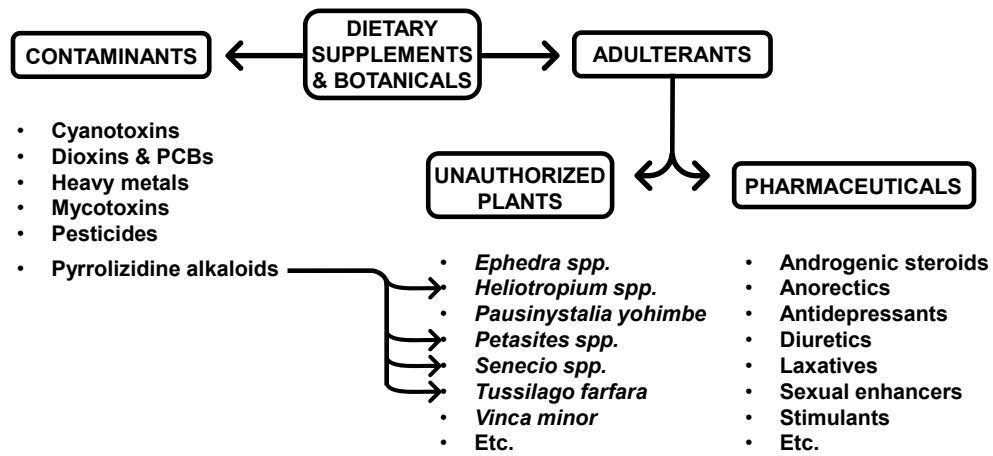 DIETARY
SUPPLEMENTS
& BOTANICALS
CONTAMINANTS
ADULTERANTS
• Cyanotoxins
• Dioxins & PCBs
• Heavy metals
• Mycotoxins
• Pesticides
• Pyrrolizidine alkaloids
UNAUTHORIZED
PLANTS
• Ephedra spp.
• Heliotropium spp.
• Pausinystalia yohimbe
• Petasites spp.
• Senecio spp.
• Tussilago farfara
• Vinca minor
• Etc.
PHARMACEUTICALS
• Androgenic steroids
• Anorectics
• Antidepressants
• Diuretics
• Laxatives
• Sexual enhancers
• Stimulants
• Etc.